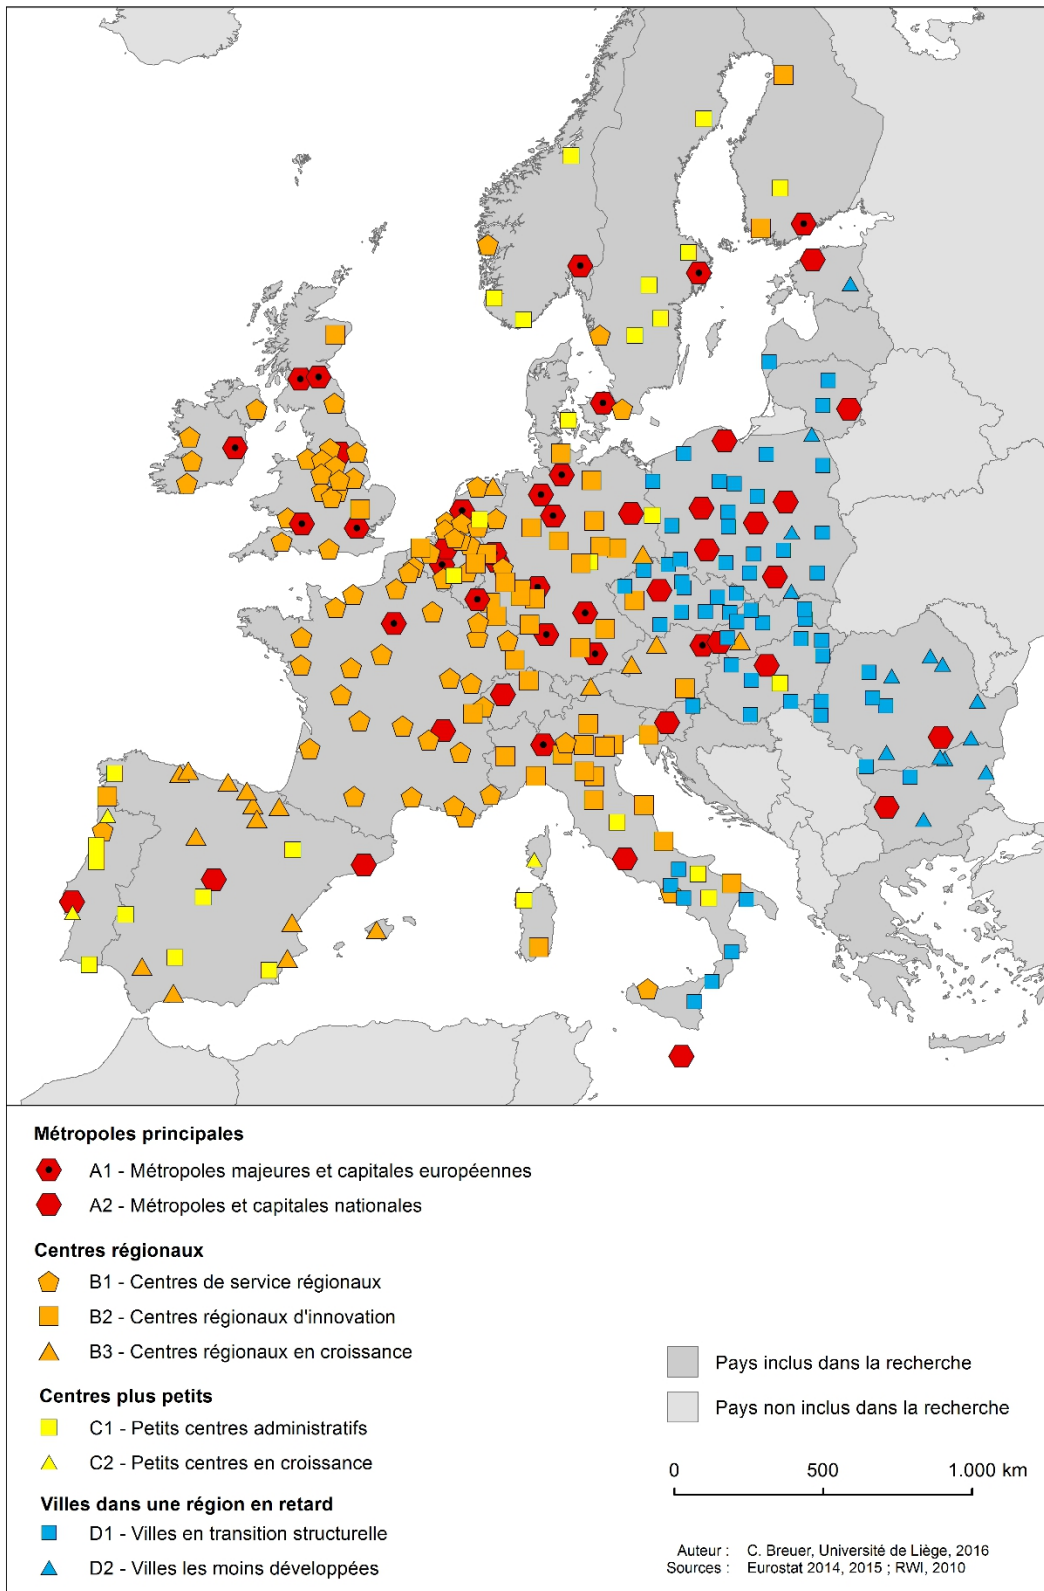 Métropoles principales
A1 - Métropoles majeures et capitales européennes
A2 - Métropoles et capitales nationales
Centres régionaux
B1 - Centres de service régionaux
B2 - Centres régionaux d'innovation
B3 - Centres régionaux en croissance
Centres plus petits
C1 - Petits centres administratifs
C2 - Petits centres en croissance
Villes dans une région en retard
D1 - Villes en transition structurelle
D2 - Villes les moins développées
Pays inclus dans la recherche
Pays non inclus dans la recherche
0 500 1.000 km
Auteur : C. Breuer, Université de Liège, 2016
Sources : Eurostat 2014, 2015 ; RWI, 2010